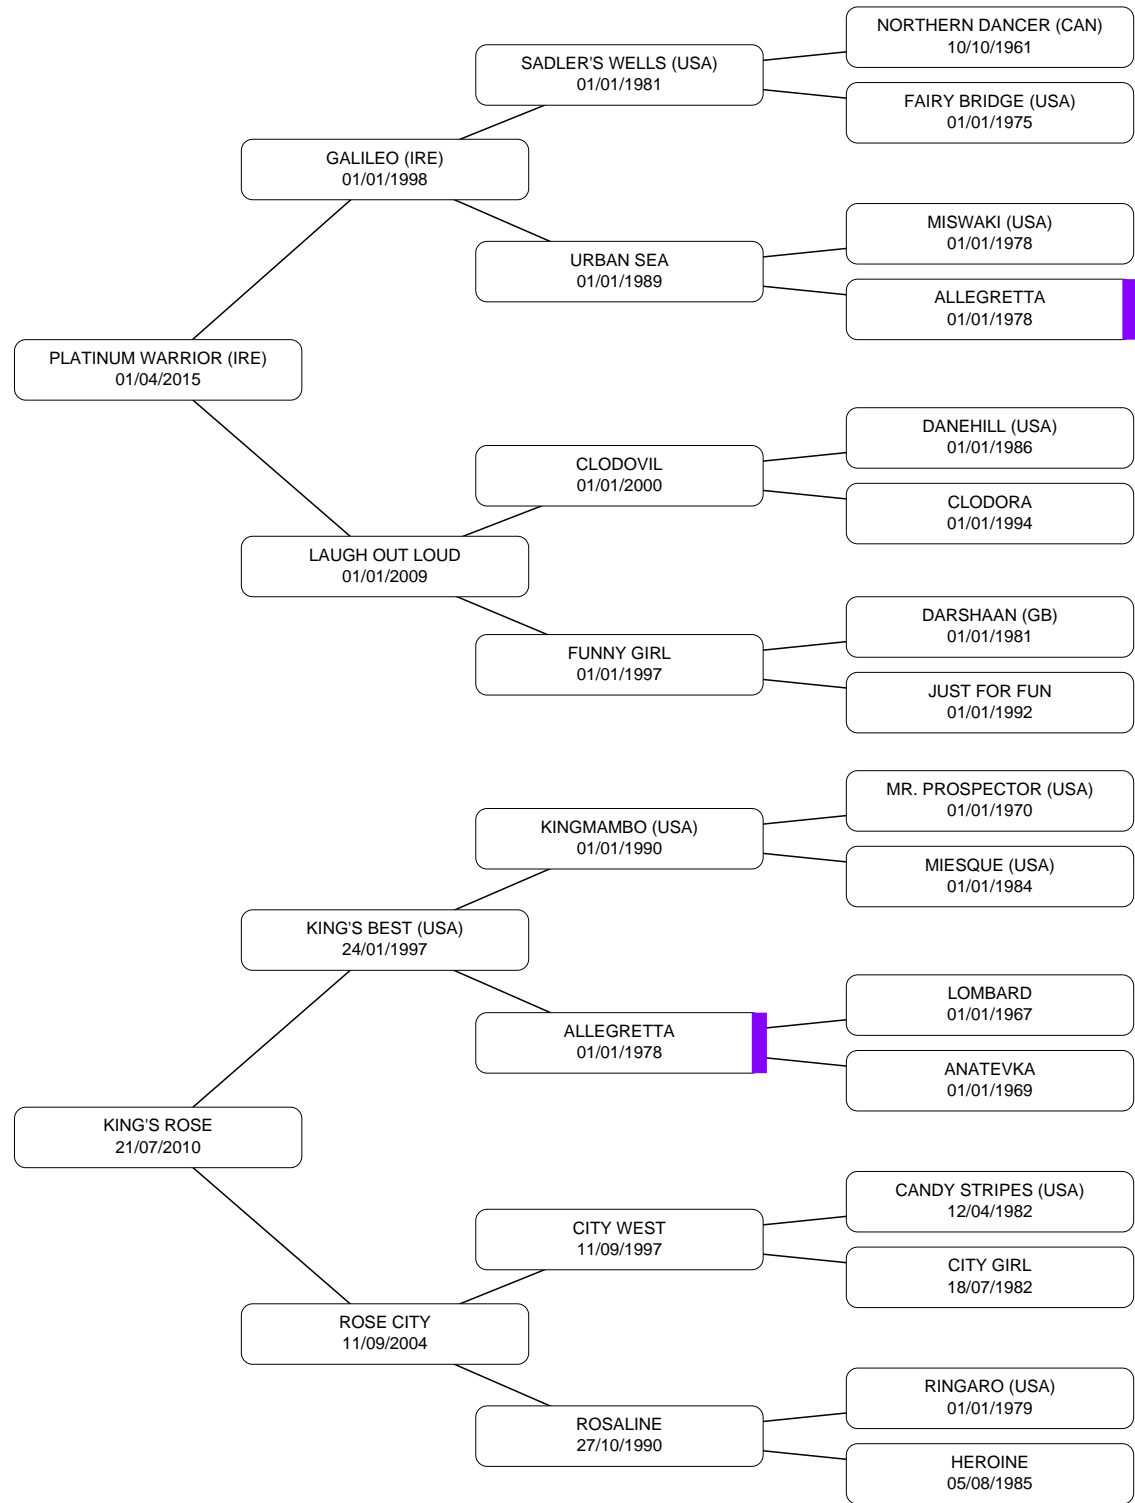 NORTHERN DANCER (CAN)
10/10/1961
SADLER'S WELLS (USA)
01/01/1981
FAIRY BRIDGE (USA)
01/01/1975
GALILEO (IRE)
01/01/1998
MISWAKI (USA)
01/01/1978
URBAN SEA
01/01/1989
ALLEGRETTA
01/01/1978
PLATINUM WARRIOR (IRE)
01/04/2015
DANEHILL (USA)
01/01/1986
CLODOVIL
01/01/2000
CLODORA
01/01/1994
LAUGH OUT LOUD
01/01/2009
DARSHAAN (GB)
01/01/1981
FUNNY GIRL
01/01/1997
JUST FOR FUN
01/01/1992
MR. PROSPECTOR (USA)
01/01/1970
KINGMAMBO (USA)
01/01/1990
MIESQUE (USA)
01/01/1984
KING'S BEST (USA)
24/01/1997
LOMBARD
01/01/1967
ALLEGRETTA
01/01/1978
ANATEVKA
01/01/1969
KING'S ROSE
21/07/2010
CANDY STRIPES (USA)
12/04/1982
CITY WEST
11/09/1997
CITY GIRL
18/07/1982
ROSE CITY
11/09/2004
RINGARO (USA)
01/01/1979
ROSALINE
27/10/1990
HEROINE
05/08/1985